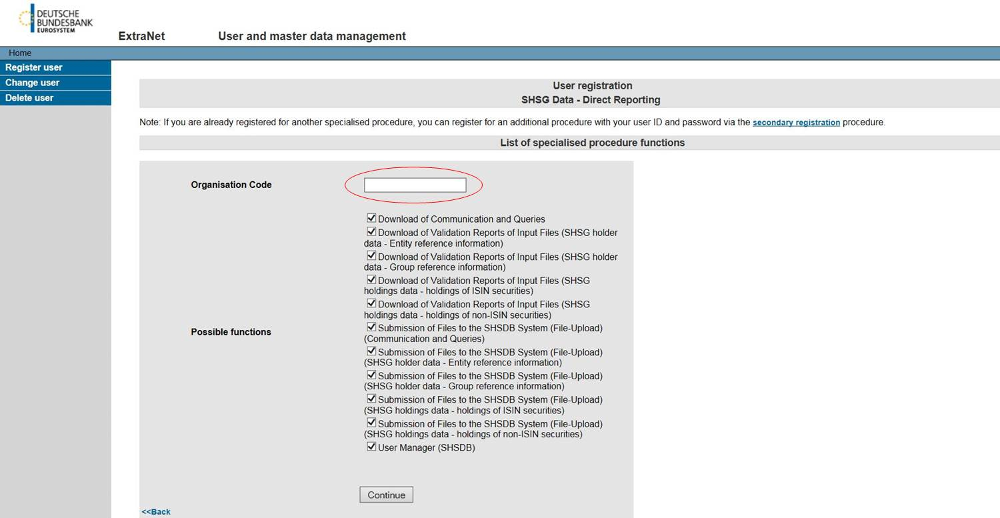 DEUTSCHE
BUNDESBANK
EUROSYSTEM
ExtraNet User and master data management
Home
Register user
Change user
Delete user
User registration
SHSG Data - Direct Reporting
Note: If you are already registered for another specialised procedure, you can register for an additional procedure with your user ID and password via the secondary registration procedure.
List of specialised procedure functions
Organisation Code
Possible functions
Download of Communication and Queries
Download of Validation Reports of Input Files (SHSG holder
data - Entity reference information)
Download of Validation Reports of Input Files (SHSG holder
data - Group reference information)
Download of Validation Reports of Input Files (SHSG
holdings data - holdings of ISIN securities)
Download of Validation Reports of Input Files (SHSG
holdings data - holdings of non-ISIN securities)
Submission of Files to the SHSDB System (File-Upload)
(Communication and Queries)
Submission of Files to the SHSDB System (File-Upload)
(SHSG holder data - Entity reference information)
Submission of Files to the SHSDB System (File-Upload)
(SHSG holder data - Group reference information)
Submission of Files to the SHSDB System (File-Upload)
(SHSG holdings data - holdings of ISIN securities)
Submission of Files to the SHSDB System (File-Upload)
(SHSG holdings data - holdings of non-ISIN securities)
User Manager (SHSDB)
Continue
<<Back